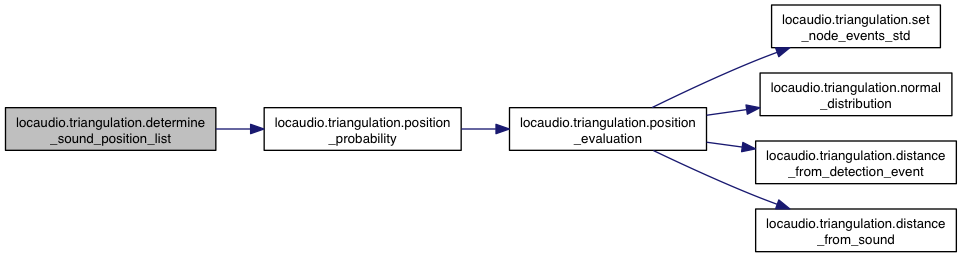 locaudio.triangulation.determine
_sound_position_list
locaudio.triangulation.position
_probability
locaudio.triangulation.position
_evaluation
locaudio.triangulation.set
_node_events_std
locaudio.triangulation.normal
_distribution
locaudio.triangulation.distance
_from_detection_event
locaudio.triangulation.distance
_from_sound